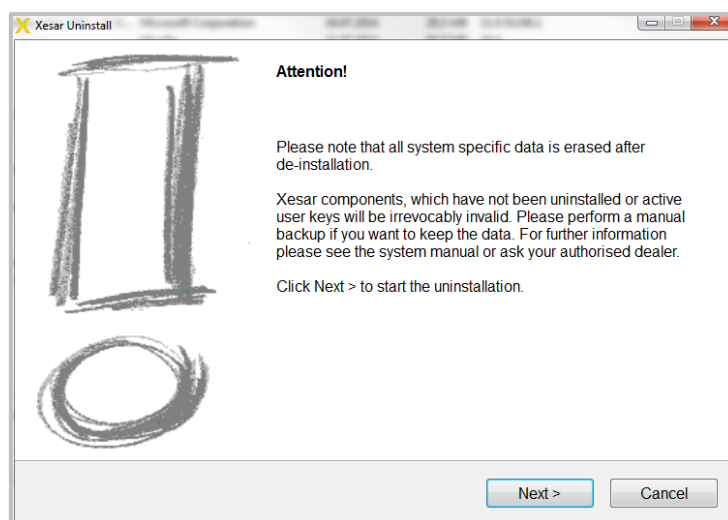 Microsoft Corporation
Xesar Uninstall
Attention!
Please note that all system specific data is erased after
de-installation.
Xesar components, which have not been uninstalled or active
user keys will be irrevocably invalid. Please perform a manual
backup if you want to keep the data. For further information
please see the system manual or ask your authorised dealer.
Click Next > to start the uninstallation.
Next >
Cancel